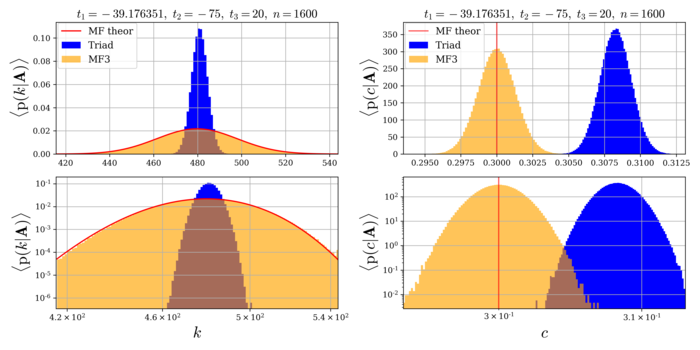 t₁ = −39.176351, t₂ = −75, t₃ = 20, n = 1600
⟨p(k|A)⟩
0.10
0.08
0.06
0.04
0.02
0.00
MF theor
Triad
MF3
420 440 460 480 500 520 540
t₁ = −39.176351, t₂ = −75, t₃ = 20, n = 1600
⟨p(c|A)⟩
350
300
250
200
150
100
50
0
MF theor
Triad
MF3
0.2950 0.2975 0.3000 0.3025 0.3050 0.3075 0.3100 0.3125
⟨p(k|A)⟩
10⁻¹
10⁻²
10⁻³
10⁻⁴
10⁻⁵
10⁻⁶
4.2 × 10² 4.6 × 10² 5 × 10² 5.4 × 10²
k
⟨p(c|A)⟩
10²
10¹
10⁰
10⁻¹
10⁻²
3 × 10⁻¹ 3.1 × 10⁻¹
c